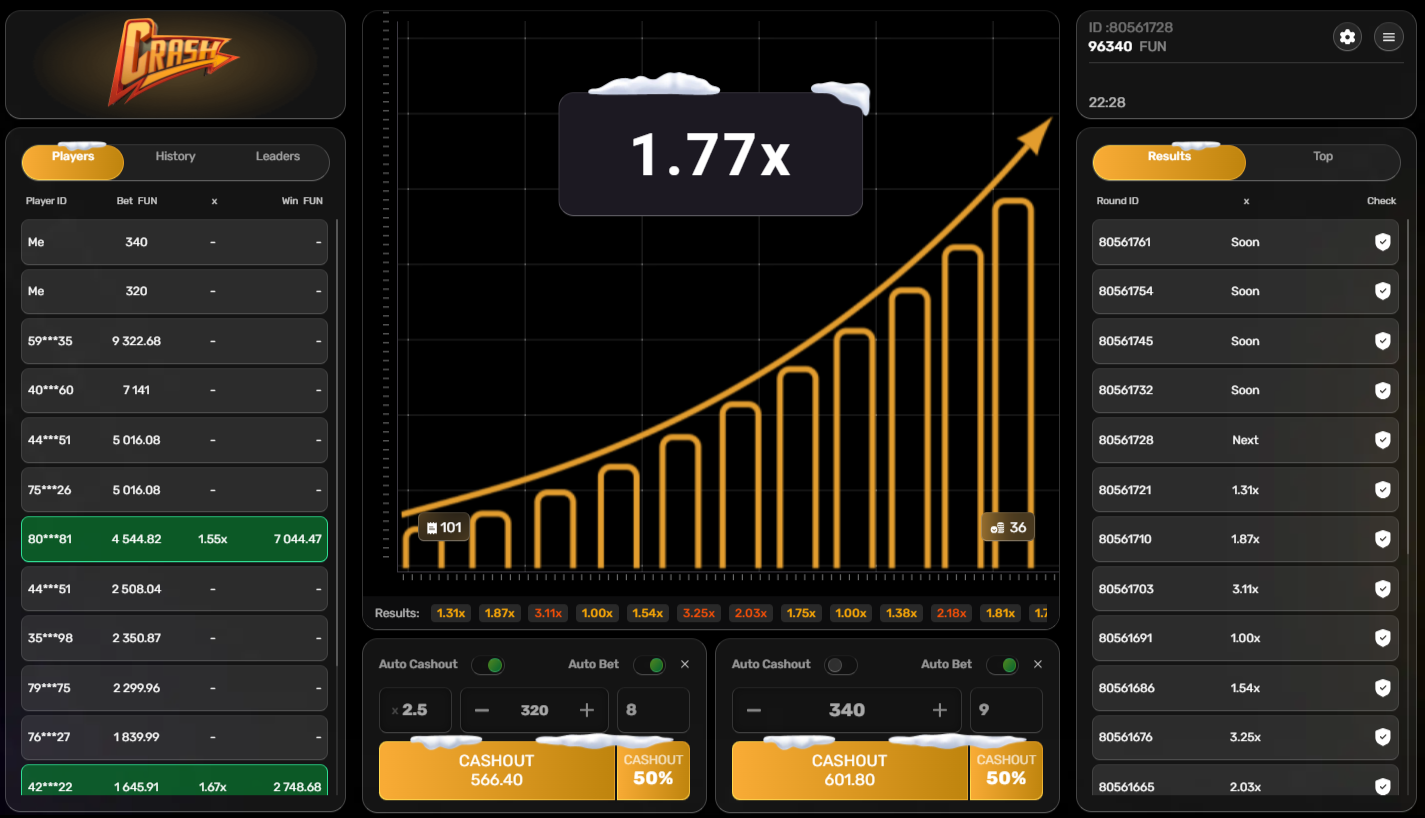 CRASH
Players History Leaders
Player ID Bet FUN x Win FUN
Me 340 - -
Me 320 - -
59***35 9 322.68 - -
40***60 7 141 - -
44***51 5 016.08 - -
75***26 5 016.08 - -
80***81 4 544.82 1.55x 7 044.47
44***51 2 508.04 - -
35***98 2 350.87 - -
79***75 2 299.96 - -
76***27 1 839.99 - -
42***22 1 645.91 1.67x 2 748.68
1.77x
101
36
Results: 1.31x 1.87x 3.11x 1.00x 1.54x 3.25x 2.03x 1.75x 1.00x 1.38x 2.18x 1.81x
Auto Cashout Auto Bet ×
x 2.5 − 320 + 8
CASHOUT
566.40
CASHOUT
50%
Auto Cashout Auto Bet ×
− 340 + 9
CASHOUT
601.80
CASHOUT
50%
ID :80561728
96340 FUN
22:28
Results Top
Round ID x Check
80561761 Soon
80561754 Soon
80561745 Soon
80561732 Soon
80561728 Next
80561721 1.31x
80561710 1.87x
80561703 3.11x
80561691 1.00x
80561686 1.54x
80561676 3.25x
80561665 2.03x